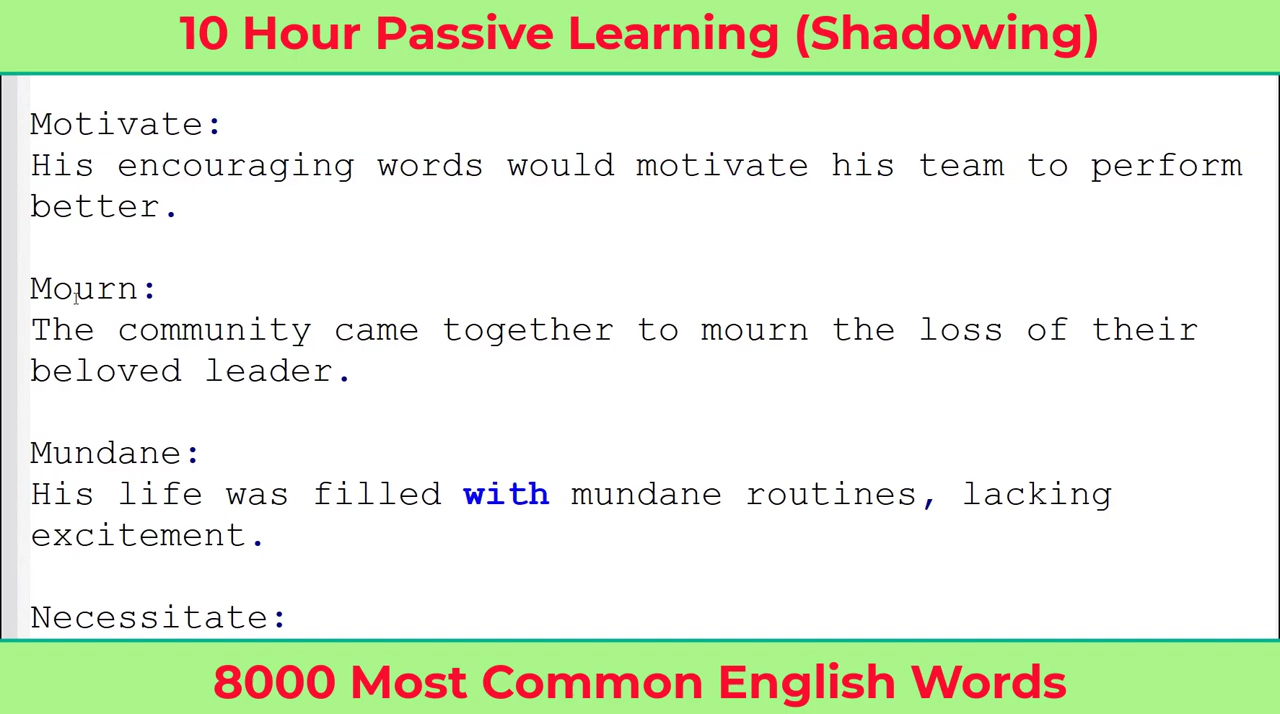 10 Hour Passive Learning (Shadowing)
Motivate:
His encouraging words would motivate his team to perform
better.
Mourn:
The community came together to mourn the loss of their
beloved leader.
Mundane:
His life was filled with mundane routines, lacking
excitement.
Necessitate:
8000 Most Common English Words